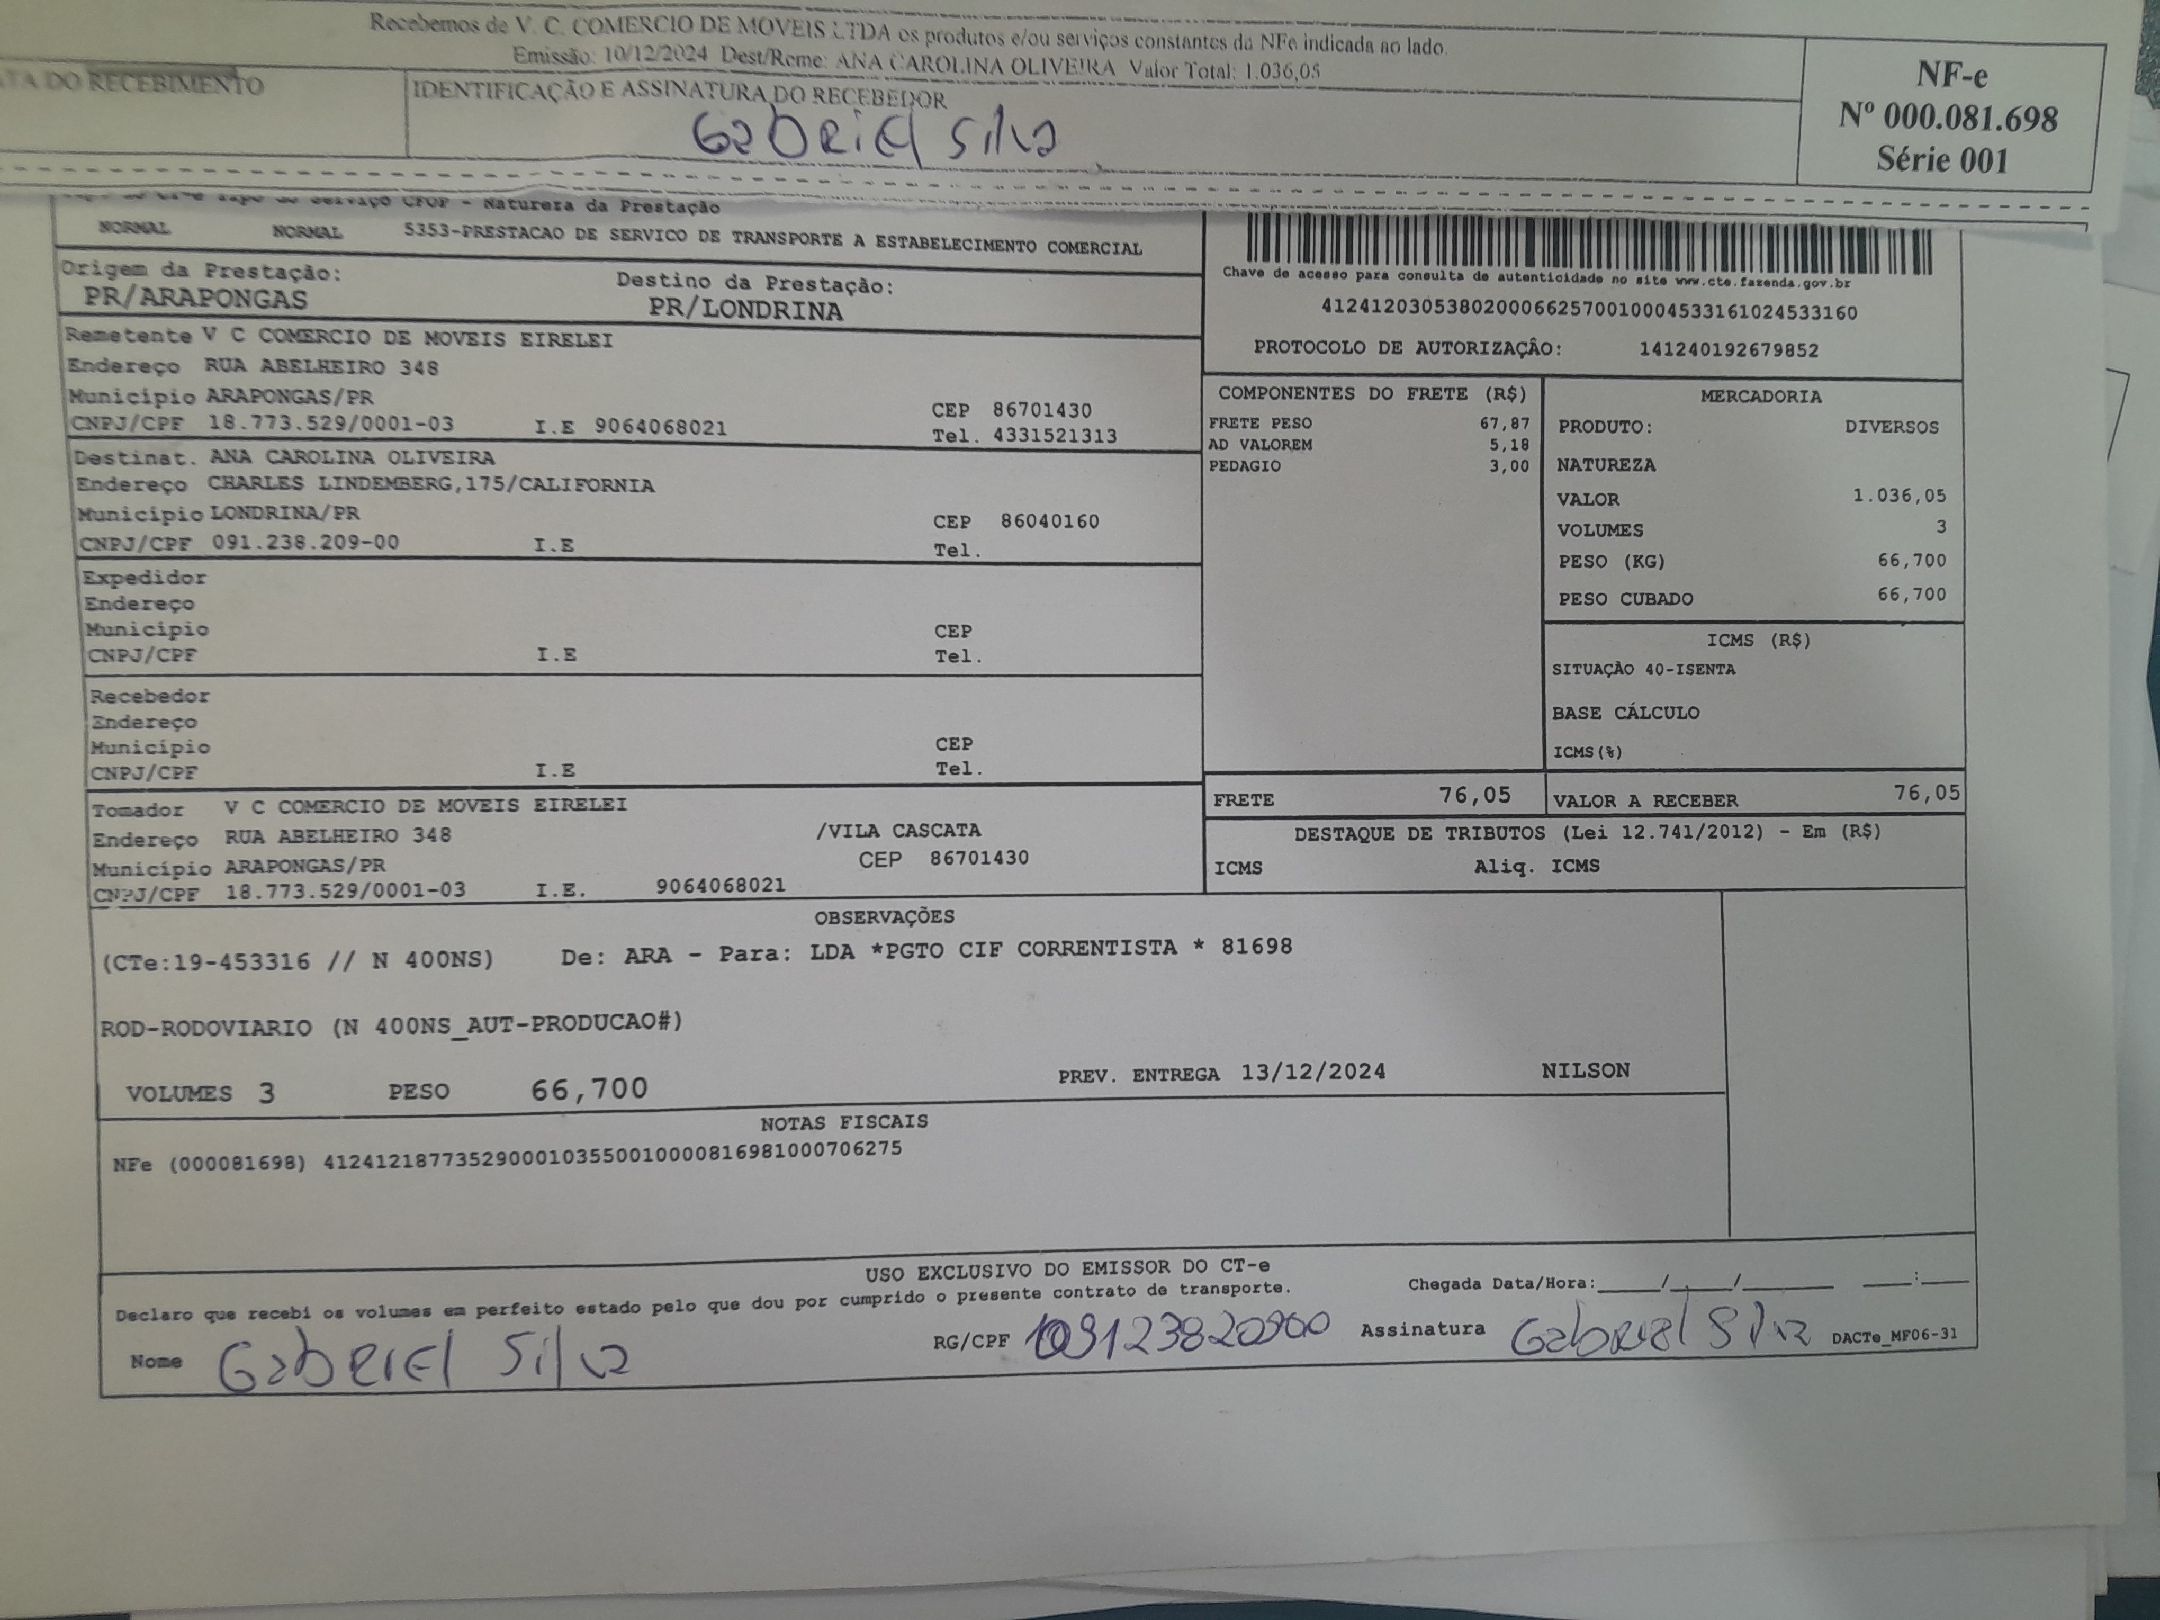 Recebemos de V. C. COMERCIO DE MOVEIS LTDA os produtos e/ou serviços constantes da NFe indicada ao lado.
Emissão: 10/12/2024 Dest/Reme: ANA CAROLINA OLIVEIRA Valor Total: 1.036,05
TA DO RECEBIMENTO
IDENTIFICAÇÃO E ASSINATURA DO RECEBEDOR
Gabriel Silva
NF-e
Nº 000.081.698
Série 001
CFOP - Natureza da Prestação
NORMAL NORMAL 5353-PRESTACAO DE SERVICO DE TRANSPORTE A ESTABELECIMENTO COMERCIAL
Origem da Prestação: Destino da Prestação:
PR/ARAPONGAS PR/LONDRINA
Chave de acesso para consulta de autenticidade no site www.cte.fazenda.gov.br
41241203053802000662570010004533161024533160
PROTOCOLO DE AUTORIZAÇÂO: 141240192679852
Remetente V C COMERCIO DE MOVEIS EIRELEI
Endereço RUA ABELHEIRO 348
Município ARAPONGAS/PR CEP 86701430
CNPJ/CPF 18.773.529/0001-03 I.E 9064068021 Tel. 4331521313
Destinat. ANA CAROLINA OLIVEIRA
Endereço CHARLES LINDEMBERG,175/CALIFORNIA
Município LONDRINA/PR CEP 86040160
CNPJ/CPF 091.238.209-00 I.E Tel.
Expedidor
Endereço
Município CEP
CNPJ/CPF I.E Tel.
Recebedor
Endereço
Município CEP
CNPJ/CPF I.E Tel.
Tomador V C COMERCIO DE MOVEIS EIRELEI
Endereço RUA ABELHEIRO 348 /VILA CASCATA
Município ARAPONGAS/PR CEP 86701430
CNPJ/CPF 18.773.529/0001-03 I.E. 9064068021
COMPONENTES DO FRETE (R$)
FRETE PESO 67,87
AD VALOREM 5,18
PEDAGIO 3,00
MERCADORIA
PRODUTO: DIVERSOS
NATUREZA
VALOR 1.036,05
VOLUMES 3
PESO (KG) 66,700
PESO CUBADO 66,700
ICMS (R$)
SITUAÇÃO 40-ISENTA
BASE CÁLCULO
ICMS(%)
FRETE 76,05 VALOR A RECEBER 76,05
DESTAQUE DE TRIBUTOS (Lei 12.741/2012) - Em (R$)
ICMS Aliq. ICMS
OBSERVAÇÕES
(CTe:19-453316 // N 400NS) De: ARA - Para: LDA *PGTO CIF CORRENTISTA * 81698
ROD-RODOVIARIO (N 400NS_AUT-PRODUCAO#)
VOLUMES 3 PESO 66,700 PREV. ENTREGA 13/12/2024 NILSON
NOTAS FISCAIS
NFe (000081698) 41241218773529000103550010000816981000706275
USO EXCLUSIVO DO EMISSOR DO CT-e
Declaro que recebi os volumes em perfeito estado pelo que dou por cumprido o presente contrato de transporte. Chegada Data/Hora:____/____/______ ____:____
Nome Gabriel Silva RG/CPF Assinatura Gabriel Silva DACTe_MF06-31